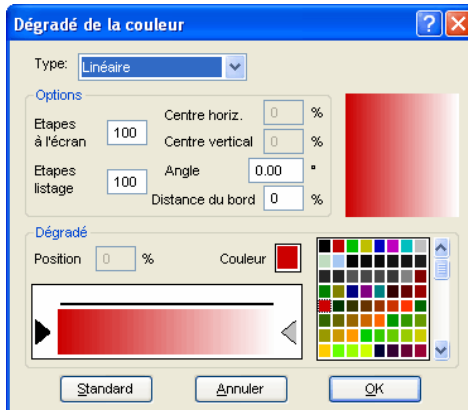 Dégradé de la couleur
Type: Linéaire
Options
Etapes à l'écran 100
Etapes listage 100
Centre horiz. 0 %
Centre vertical 0 %
Angle 0.00 °
Distance du bord 0 %
Dégradé
Position 0 % Couleur
Standard Annuler OK